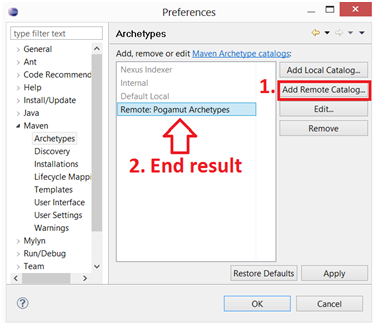 Preferences
type filter text
General
Ant
Code Recommend
Help
Install/Update
Java
Maven
Archetypes
Discovery
Installations
Lifecycle Mappi
Templates
User Interface
User Settings
Warnings
Mylyn
Run/Debug
Team
Archetypes
Add, remove or edit Maven Archetype catalogs:
Nexus Indexer
Internal
Default Local
Remote: Pogamut Archetypes
2. End result
Add Local Catalog...
1.
Add Remote Catalog...
Edit...
Remove
Restore Defaults
Apply
?
OK
Cancel